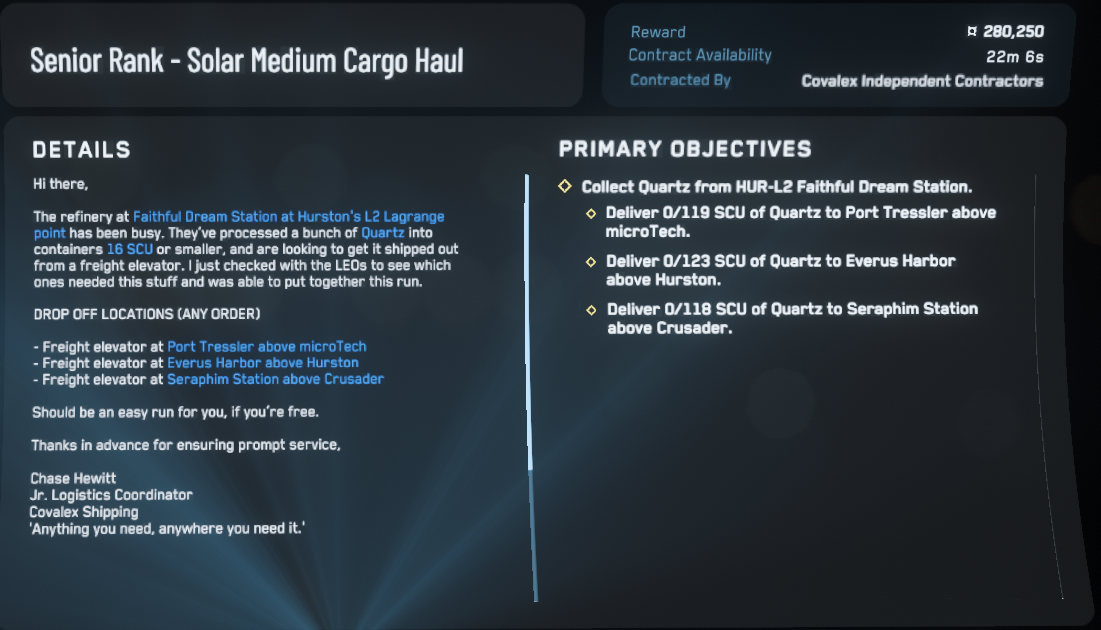 Senior Rank - Solar Medium Cargo Haul
Reward ¤ 280,250
Contract Availability 22m 6s
Contracted By Covalex Independent Contractors
DETAILS
Hi there,
The refinery at Faithful Dream Station at Hurston's L2 Lagrange
point has been busy. They've processed a bunch of Quartz into
containers 16 SCU or smaller, and are looking to get it shipped out
from a freight elevator. I just checked with the LEOs to see which
ones needed this stuff and was able to put together this run.
DROP OFF LOCATIONS (ANY ORDER)
- Freight elevator at Port Tressler above microTech
- Freight elevator at Everus Harbor above Hurston
- Freight elevator at Seraphim Station above Crusader
Should be an easy run for you, if you're free.
Thanks in advance for ensuring prompt service,
Chase Hewitt
Jr. Logistics Coordinator
Covalex Shipping
'Anything you need, anywhere you need it.'
PRIMARY OBJECTIVES
Collect Quartz from HUR-L2 Faithful Dream Station.
Deliver 0/119 SCU of Quartz to Port Tressler above
microTech.
Deliver 0/123 SCU of Quartz to Everus Harbor
above Hurston.
Deliver 0/118 SCU of Quartz to Seraphim Station
above Crusader.